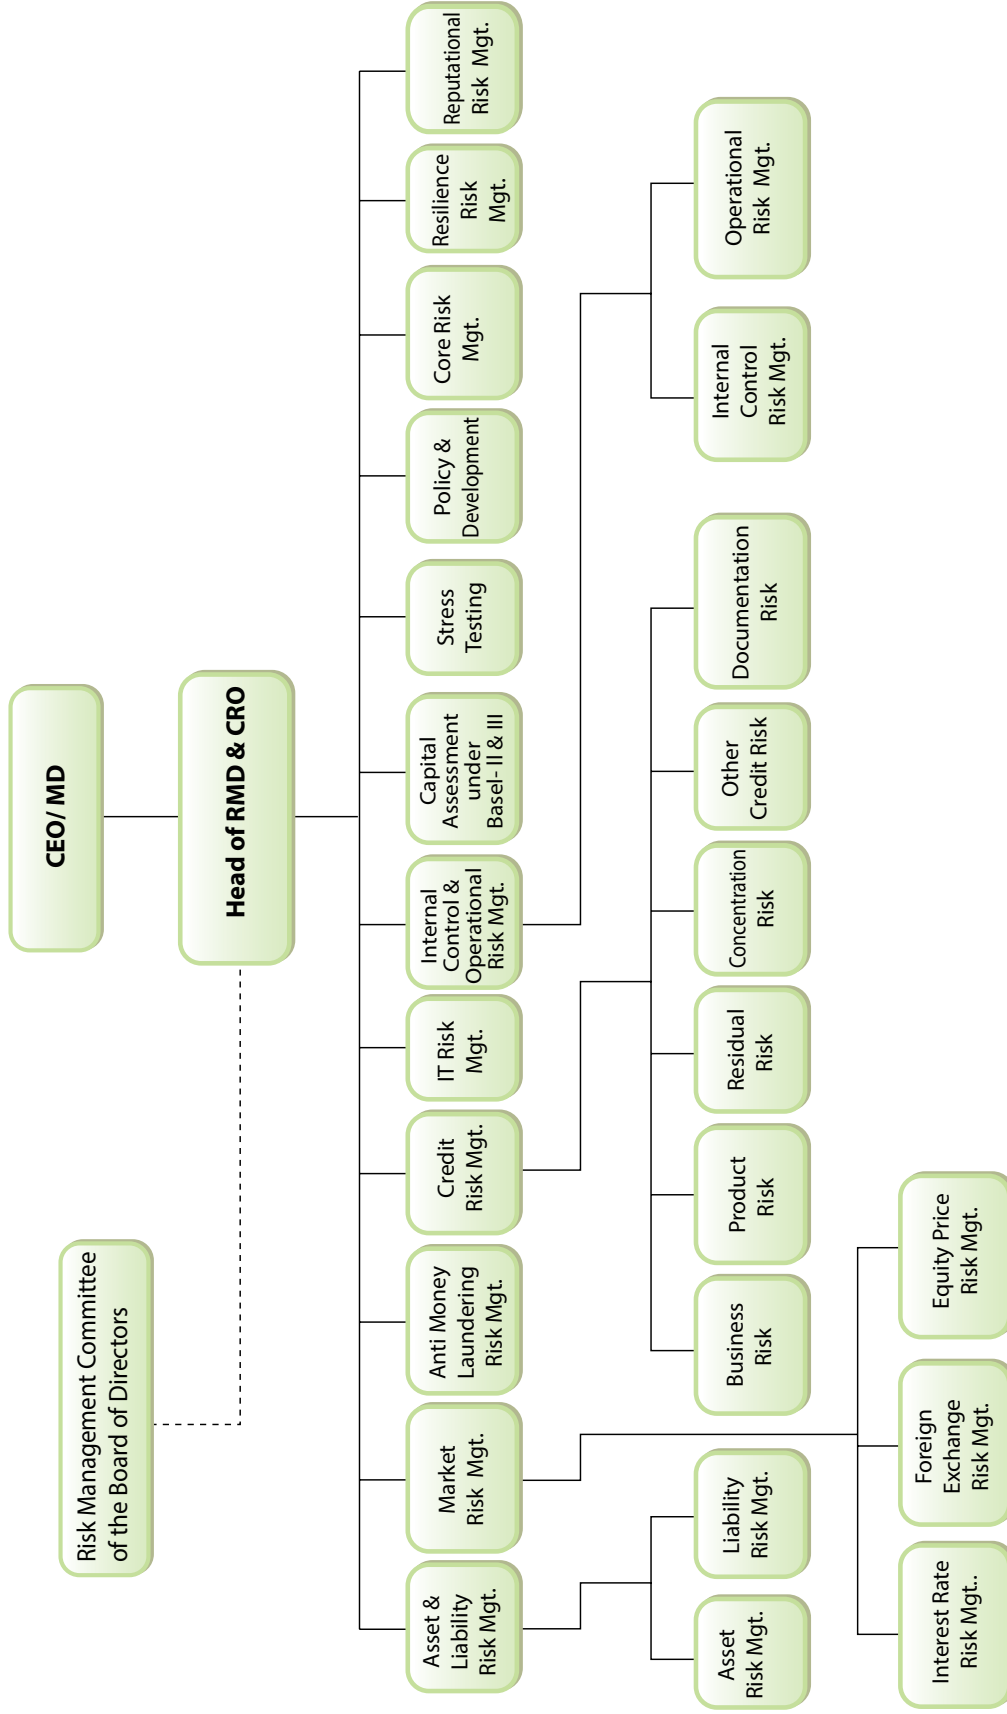 CEO/ MD
Risk Management Committee
of the Board of Directors
Head of RMD & CRO
Asset &
Liability
Risk Mgt.
Market
Risk Mgt.
Anti Money
Laundering
Risk Mgt.
Credit
Risk Mgt.
IT Risk
Mgt.
Internal
Control &
Operational
Risk Mgt.
Capital
Assessment
under
Basel- II & III
Stress
Testing
Policy &
Development
Core Risk
Mgt.
Resilience
Risk
Mgt.
Reputational
Risk Mgt.
Asset
Risk Mgt.
Liability
Risk Mgt.
Business
Risk
Product
Risk
Residual
Risk
Concentration
Risk
Other
Credit Risk
Documentation
Risk
Internal
Control
Risk Mgt.
Operational
Risk Mgt.
Interest Rate
Risk Mgt..
Foreign
Exchange
Risk Mgt.
Equity Price
Risk Mgt.